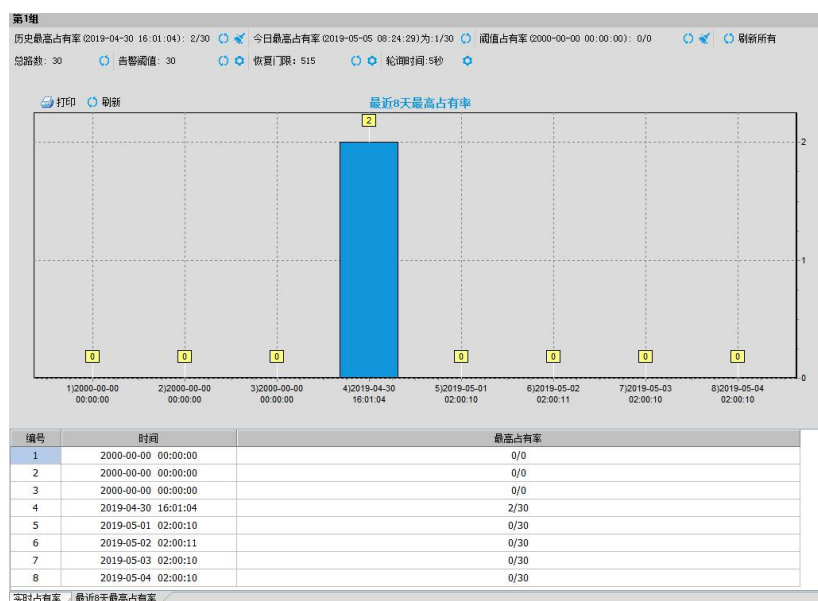 第1组
历史最高占有率(2019-04-30 16:01:04): 2/30 今日最高占有率(2019-05-05 08:24:29)为:1/30 阈值占有率(2000-00-00 00:00:00): 0/0 刷新所有
总路数: 30 告警阈值: 30 恢复门限: 515 轮询时间:5秒
打印 刷新 最近8天最高占有率
2
2
1
0 0 0 0 0 0 0
0
1)2000-00-00 2)2000-00-00 3)2000-00-00 4)2019-04-30 5)2019-05-01 6)2019-05-02 7)2019-05-03 8)2019-05-04
00:00:00 00:00:00 00:00:00 16:01:04 02:00:10 02:00:11 02:00:10 02:00:10
编号 时间 最高占有率
1 2000-00-00 00:00:00 0/0
2 2000-00-00 00:00:00 0/0
3 2000-00-00 00:00:00 0/0
4 2019-04-30 16:01:04 2/30
5 2019-05-01 02:00:10 0/30
6 2019-05-02 02:00:11 0/30
7 2019-05-03 02:00:10 0/30
8 2019-05-04 02:00:10 0/30
实时占有率 最近8天最高占有率